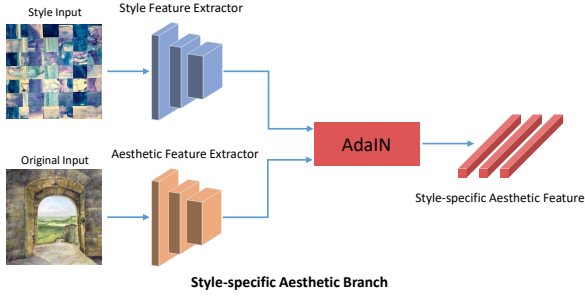 Style Input
Style Feature Extractor
Original Input
Aesthetic Feature Extractor
AdaIN
Style-specific Aesthetic Feature
Style-specific Aesthetic Branch